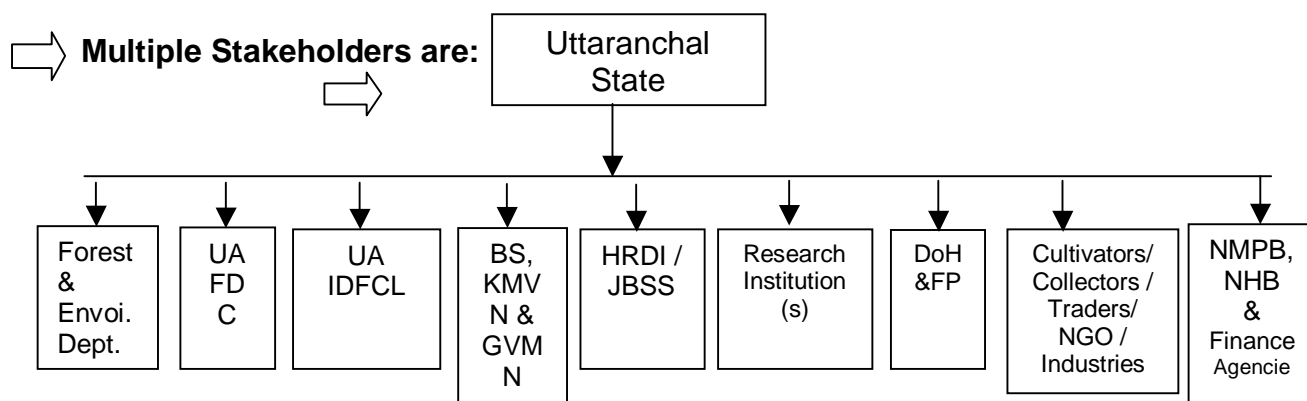 Multiple Stakeholders are:
Uttaranchal
State
Forest
&
Envoi.
Dept.
UA
FD
C
UA
IDFCL
BS,
KMV
N &
GVM
N
HRDI /
JBSS
Research
Institution
(s)
DoH
&FP
Cultivators/
Collectors /
Traders/
NGO /
Industries
NMPB,
NHB
&
Finance
Agencie